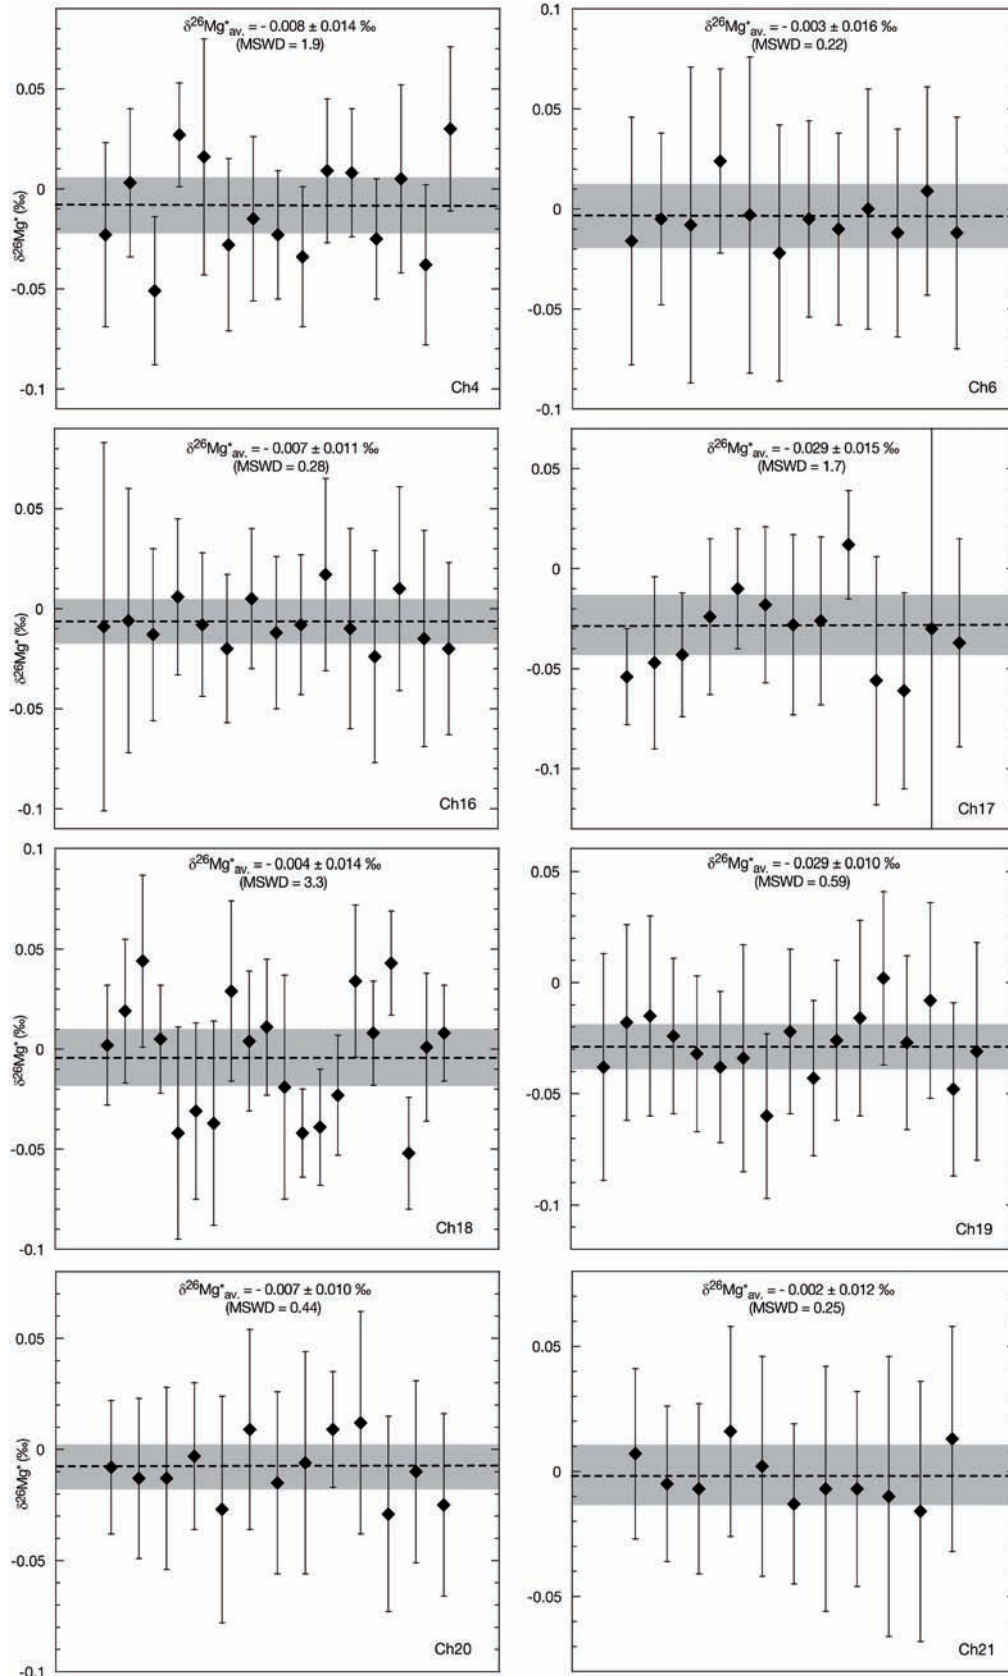 δ²⁶Mg*av. = - 0.008 ± 0.014 ‰
(MSWD = 1.9)
0.05
0
-0.05
-0.1
δ²⁶Mg* (‰)
Ch4
δ²⁶Mg*av. = - 0.003 ± 0.016 ‰
(MSWD = 0.22)
0.1
0.05
0
-0.05
-0.1
Ch6
δ²⁶Mg*av. = - 0.007 ± 0.011 ‰
(MSWD = 0.28)
0.05
0
-0.05
-0.1
δ²⁶Mg* (‰)
Ch16
δ²⁶Mg*av. = - 0.029 ± 0.015 ‰
(MSWD = 1.7)
0.05
0
-0.05
-0.1
Ch17
δ²⁶Mg*av. = - 0.004 ± 0.014 ‰
(MSWD = 3.3)
0.1
0.05
0
-0.05
-0.1
δ²⁶Mg* (‰)
Ch18
δ²⁶Mg*av. = - 0.029 ± 0.010 ‰
(MSWD = 0.59)
0.05
0
-0.05
-0.1
Ch19
δ²⁶Mg*av. = - 0.007 ± 0.010 ‰
(MSWD = 0.44)
0.05
0
-0.05
-0.1
δ²⁶Mg* (‰)
Ch20
δ²⁶Mg*av. = - 0.002 ± 0.012 ‰
(MSWD = 0.25)
0.05
0
-0.05
Ch21